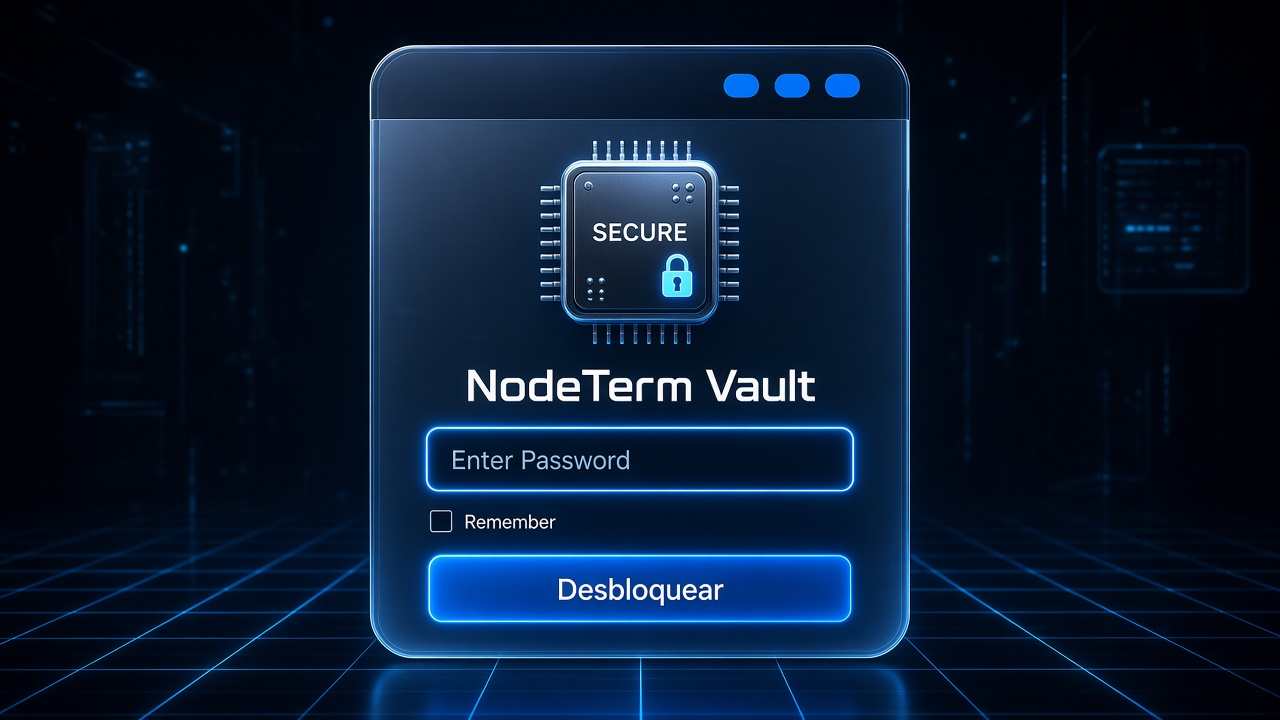 SECURE
NodeTerm Vault
Enter Password
Remember
Desbloquear